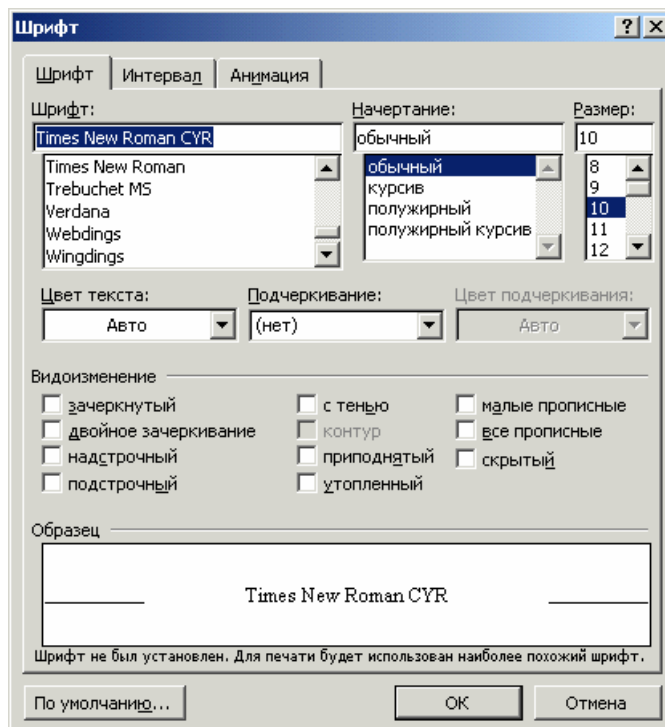 Шрифт
Шрифт Интервал Анимация
Шрифт: Начертание: Размер:
Times New Roman CYR обычный 10
Times New Roman обычный 8
Trebuchet MS курсив 9
Verdana полужирный 10
Webdings полужирный курсив 11
Wingdings 12
Цвет текста: Подчеркивание: Цвет подчеркивания:
Авто (нет) Авто
Видоизменение
зачеркнутый с тенью малые прописные
двойное зачеркивание контур все прописные
надстрочный приподнятый скрытый
подстрочный утопленный
Образец
Times New Roman CYR
Шрифт не был установлен. Для печати будет использован наиболее похожий шрифт.
По умолчанию... ОК Отмена